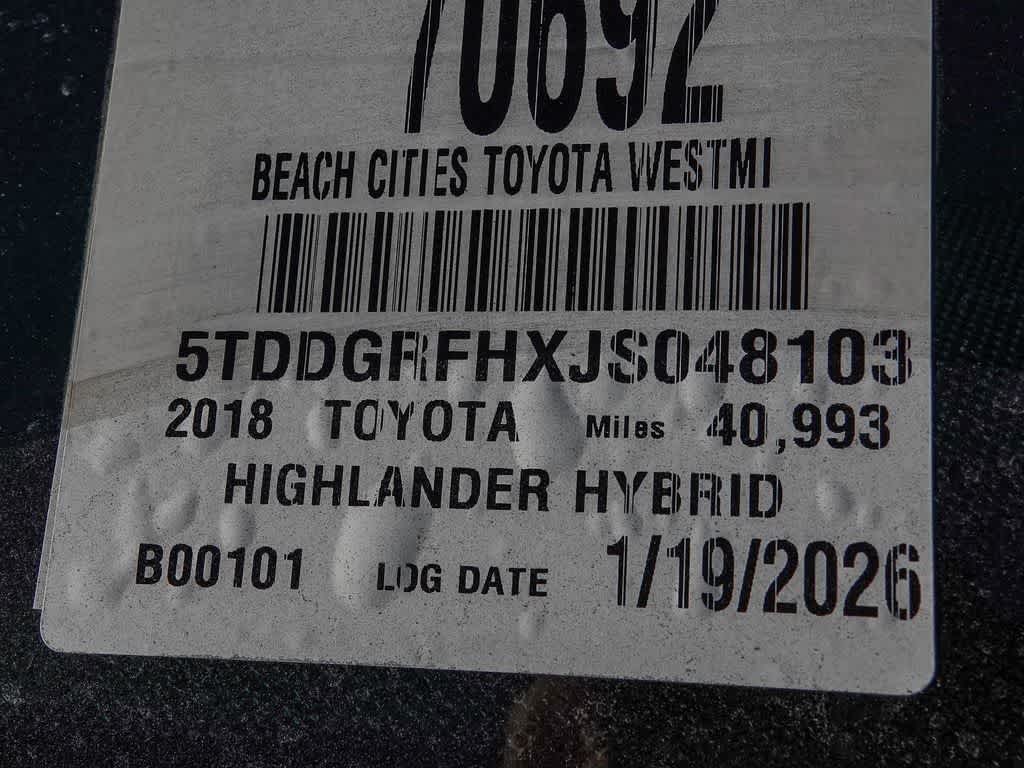 70692
BEACH CITIES TOYOTA WESTMI
5TDDGRFHXJS048103
2018 TOYOTA Miles 40,993
HIGHLANDER HYBRID
B00101 LOG DATE 1/19/2026